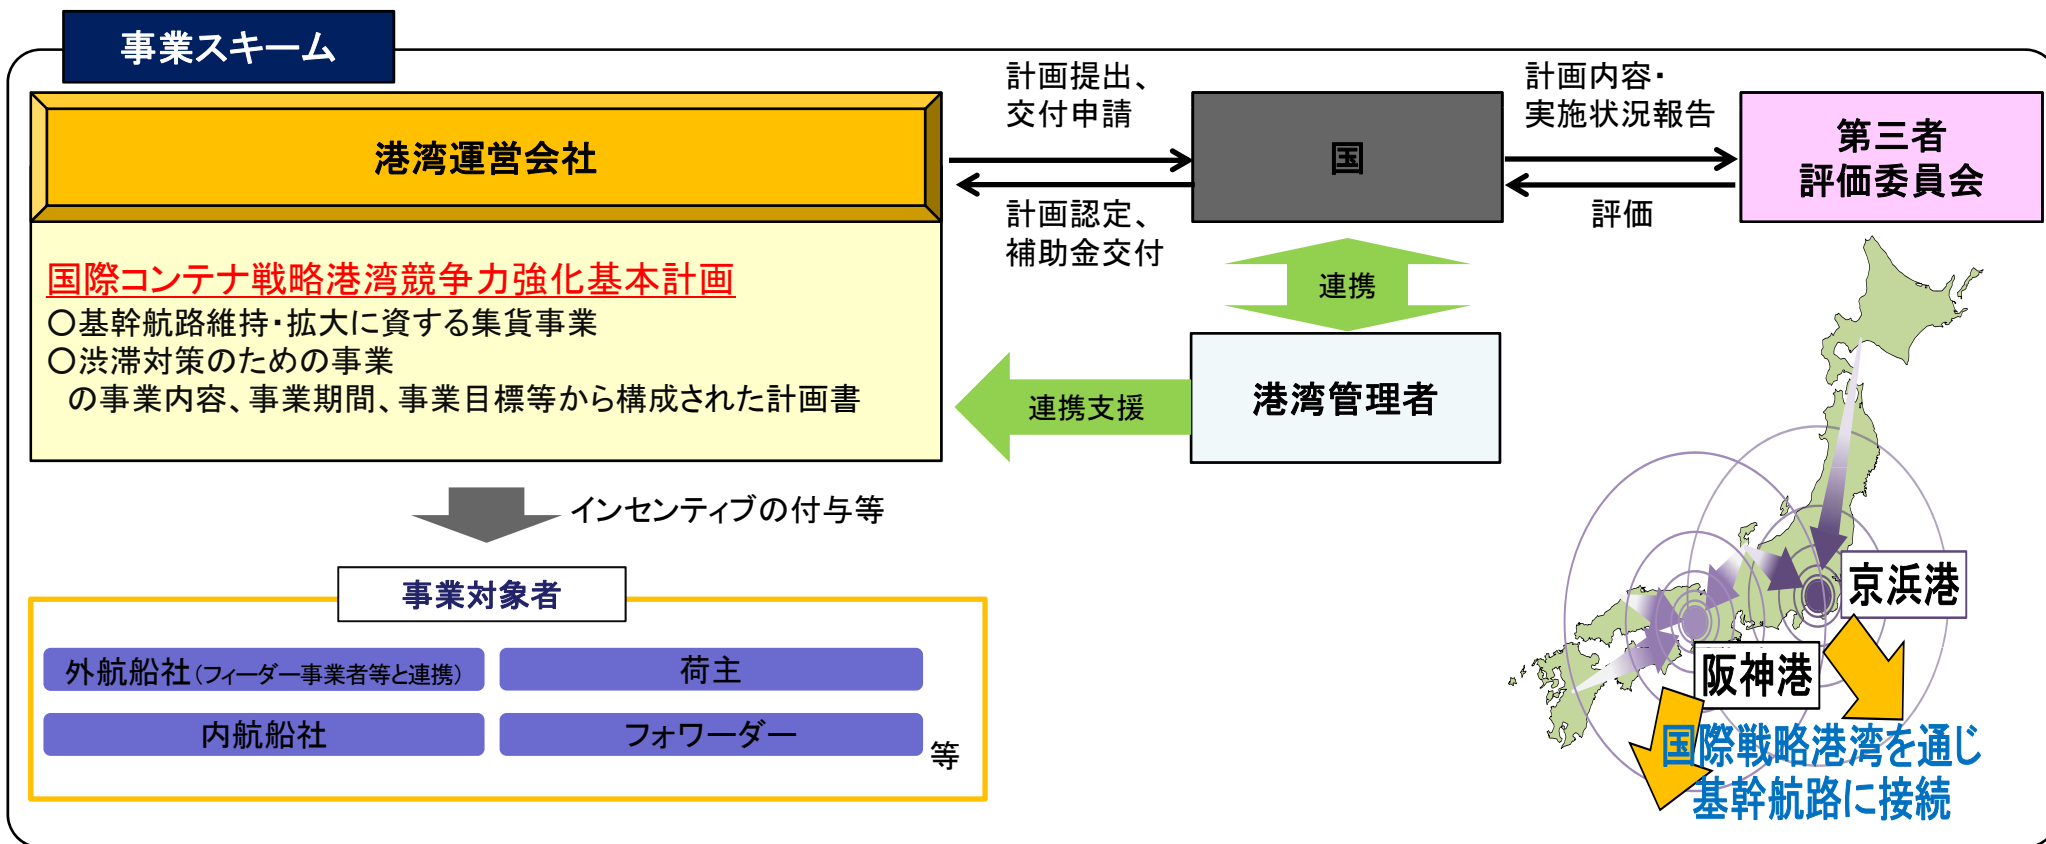 事業スキーム
港湾運営会社
計画提出、
交付申請
国
計画内容・
実施状況報告
第三者
評価委員会
計画認定、
補助金交付
評価
国際コンテナ戦略港湾競争力強化基本計画
○基幹航路維持・拡大に資する集貨事業
○渋滞対策のための事業
の事業内容、事業期間、事業目標等から構成された計画書
連携
連携支援
港湾管理者
インセンティブの付与等
事業対象者
外航船社(フィーダー事業者等と連携)
荷主
内航船社
フォワーダー
等
京浜港
阪神港
国際戦略港湾を通じ
基幹航路に接続